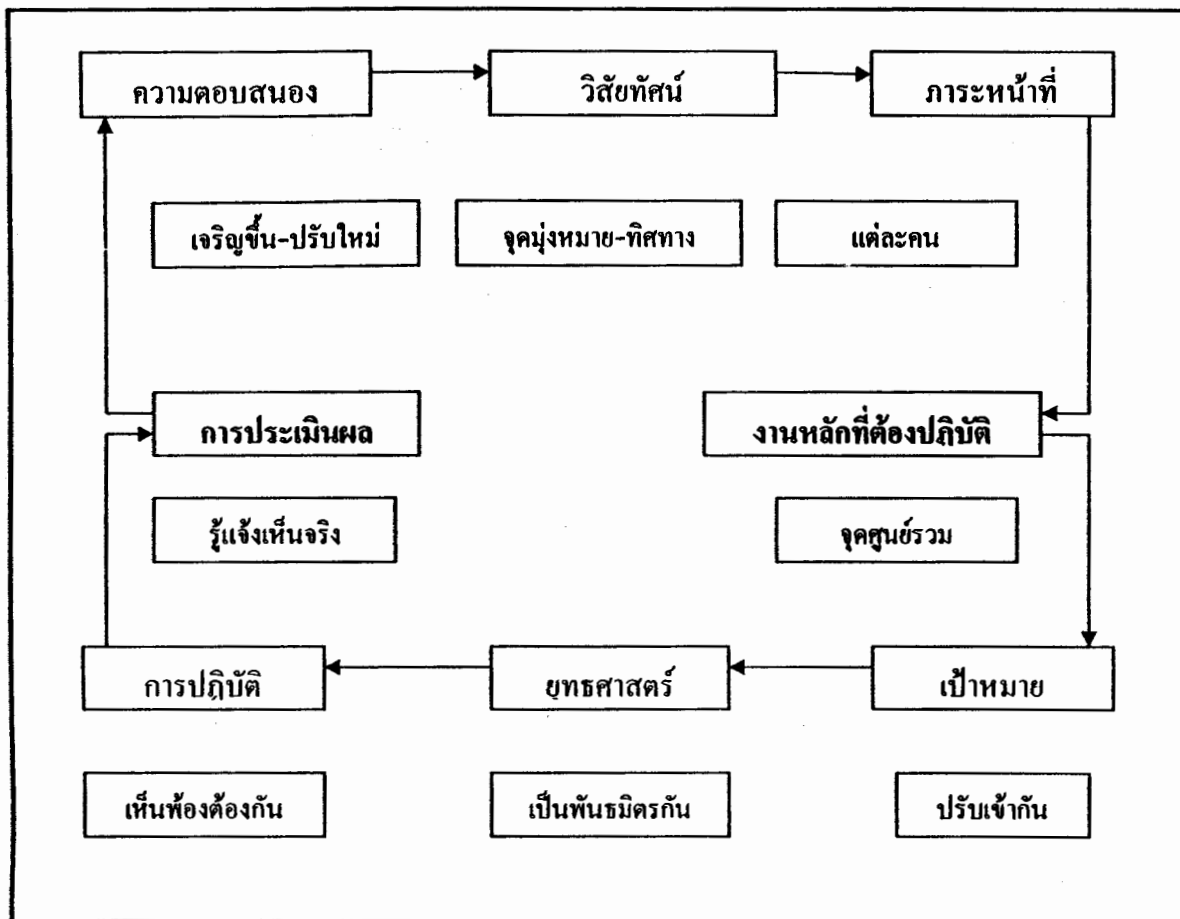 ความตอบสนอง วิสัยทัศน์ ภาระหน้าที่
เจริญขึ้น-ปรับใหม่ จุดมุ่งหมาย-ทิศทาง แต่ละคน
การประเมินผล งานหลักที่ต้องปฏิบัติ
รู้แจ้งเห็นจริง จุดศูนย์รวม
การปฏิบัติ ยุทธศาสตร์ เป้าหมาย
เห็นพ้องต้องกัน เป็นพันธมิตรกัน ปรับเข้ากัน